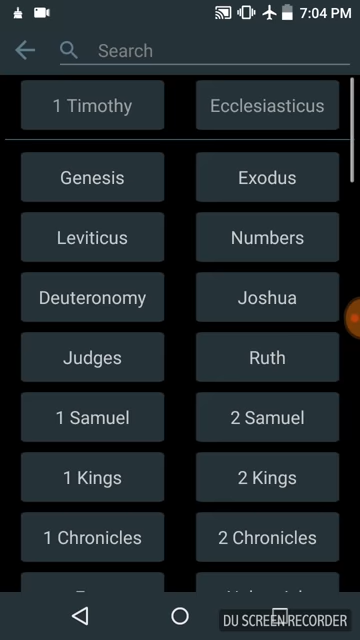 7:04 PM
Search
1 Timothy Ecclesiasticus
Genesis Exodus
Leviticus Numbers
Deuteronomy Joshua
Judges Ruth
1 Samuel 2 Samuel
1 Kings 2 Kings
1 Chronicles 2 Chronicles
DU SCREEN RECORDER